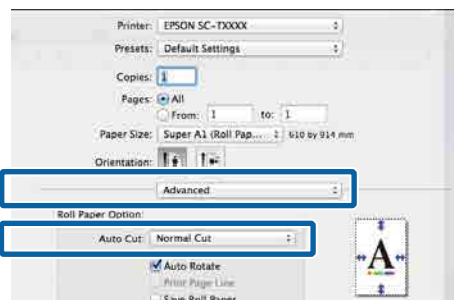 Printer: EPSON SC-TXXXX
Presets: Default Settings
Copies: 1
Pages: All
From: 1 to: 1
Paper Size: Super A1 (Roll Pap... 610 by 914 mm
Orientation:
Advanced
Roll Paper Option:
Auto Cut: Normal Cut
Auto Rotate
Print Page Line
Save Roll Paper
A